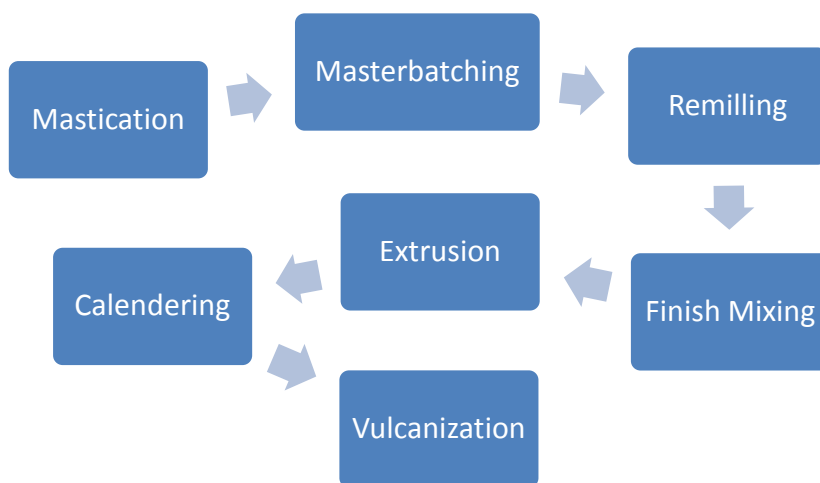 Mastication
Masterbatching
Remilling
Finish Mixing
Extrusion
Calendering
Vulcanization